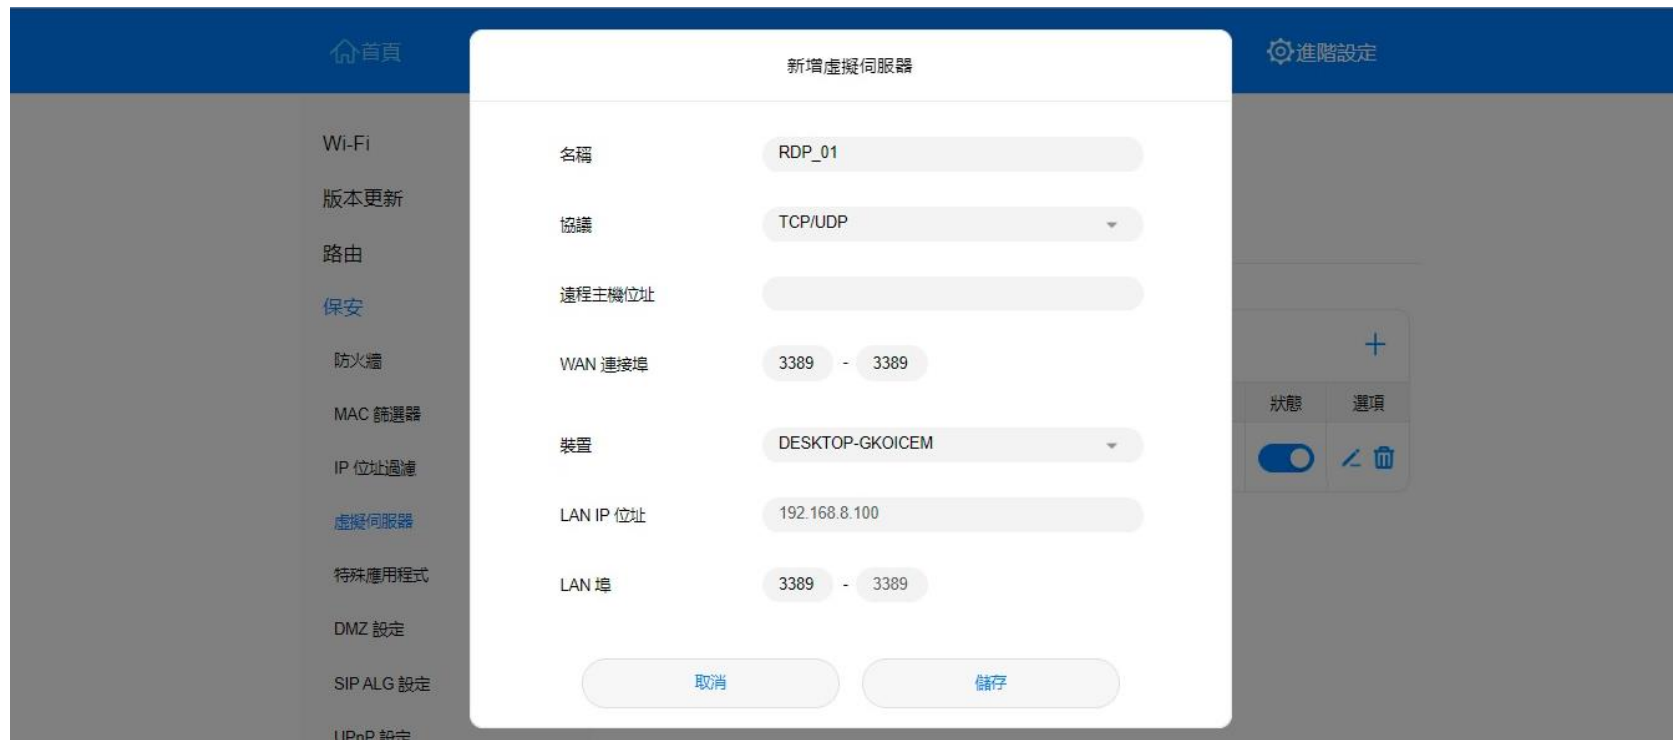 首頁
進階設定
Wi-Fi
版本更新
路由
保安
防火牆
MAC 篩選器
IP 位址過濾
虛擬伺服器
特殊應用程式
DMZ 設定
SIP ALG 設定
UPnP 設定
新增虛擬伺服器
名稱 RDP_01
協議 TCP/UDP
遠程主機位址
WAN 連接埠 3389 - 3389
裝置 DESKTOP-GKOICEM
LAN IP 位址 192.168.8.100
LAN 埠 3389 - 3389
取消 儲存
狀態 選項